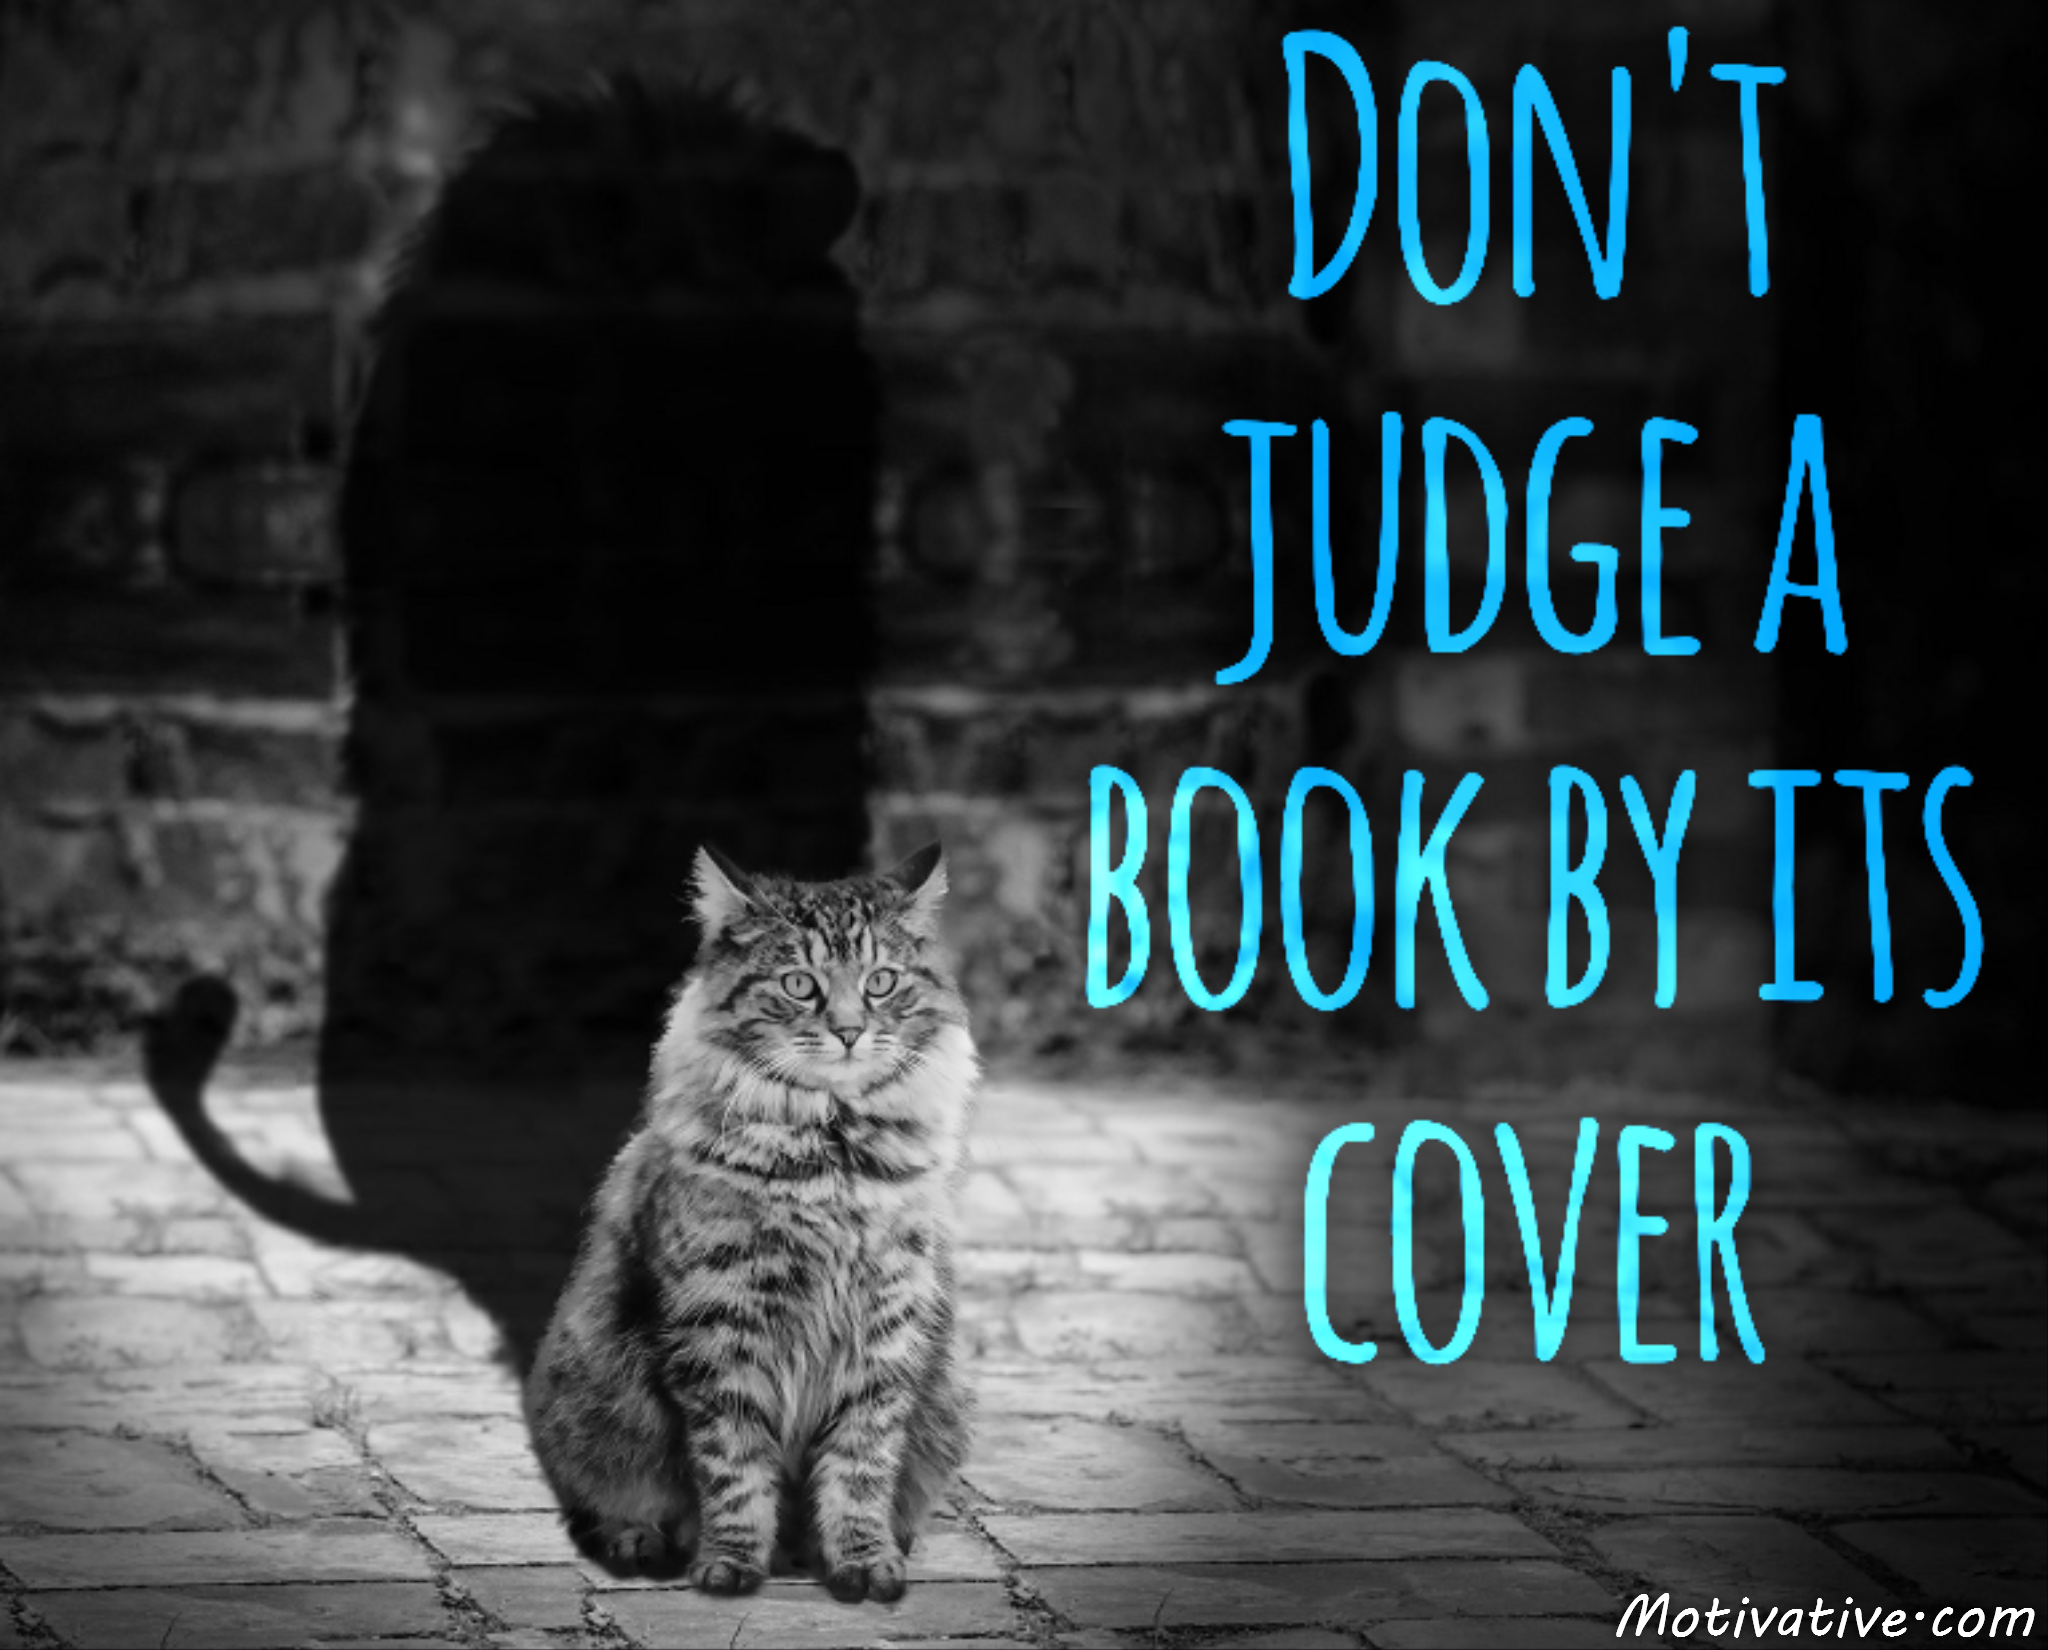 Don't
judge a
book by its
cover
Motivative.com